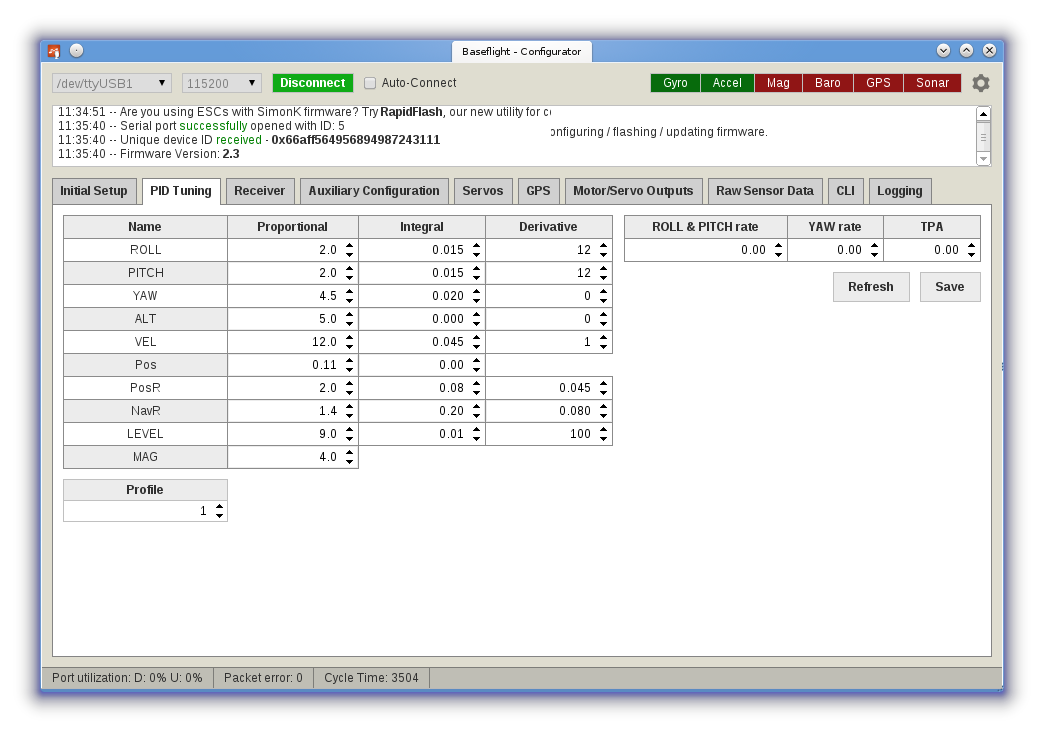 Baseflight - Configurator
/dev/ttyUSB1 115200 Disconnect Auto-Connect Gyro Accel Mag Baro GPS Sonar
11:34:51 -- Are you using ESCs with SimonK firmware? Try RapidFlash, our new utility for co
onfiguring / flashing / updating firmware.
11:35:40 -- Serial port successfully opened with ID: 5
11:35:40 -- Unique device ID received - 0x66aff564956894987243111
11:35:40 -- Firmware Version: 2.3
Initial Setup PID Tuning Receiver Auxiliary Configuration Servos GPS Motor/Servo Outputs Raw Sensor Data CLI Logging
Name Proportional Integral Derivative
ROLL 2.0 0.015 12
PITCH 2.0 0.015 12
YAW 4.5 0.020 0
ALT 5.0 0.000 0
VEL 12.0 0.045 1
Pos 0.11 0.00
PosR 2.0 0.08 0.045
NavR 1.4 0.20 0.080
LEVEL 9.0 0.01 100
MAG 4.0
ROLL & PITCH rate YAW rate TPA
0.00 0.00 0.00
Refresh Save
Profile
1
Port utilization: D: 0% U: 0% Packet error: 0 Cycle Time: 3504